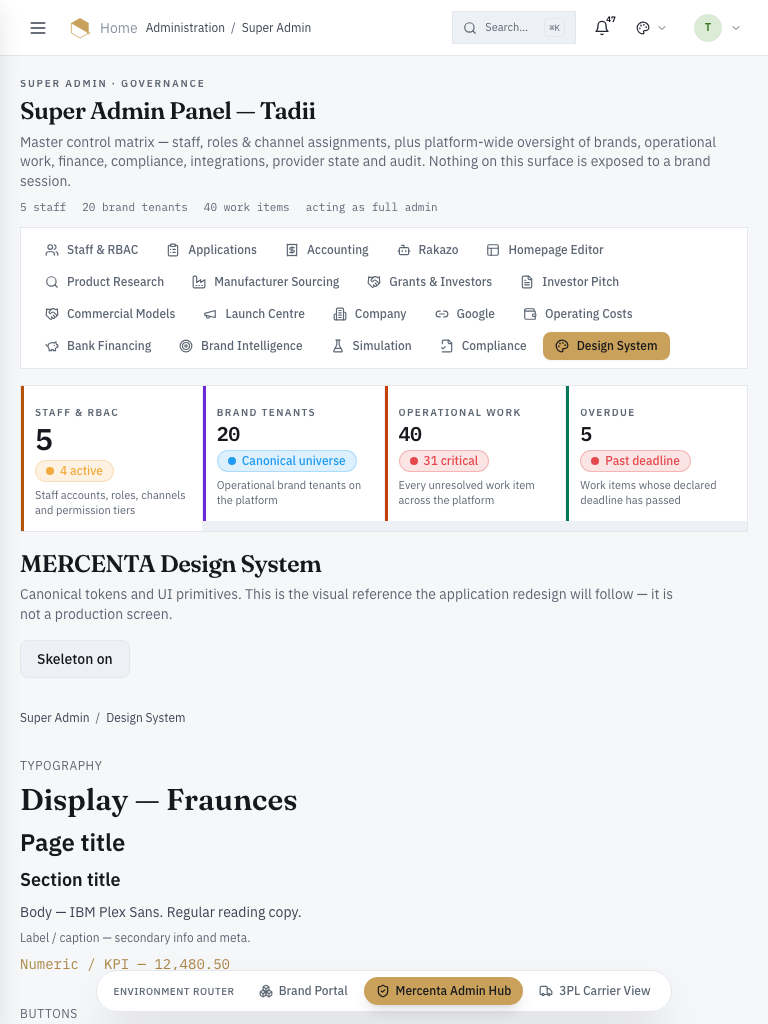 Home Administration / Super Admin Search... ⌘K 47 T
SUPER ADMIN · GOVERNANCE
Super Admin Panel — Tadii
Master control matrix — staff, roles & channel assignments, plus platform-wide oversight of brands, operational
work, finance, compliance, integrations, provider state and audit. Nothing on this surface is exposed to a brand
session.
5 staff 20 brand tenants 40 work items acting as full admin
Staff & RBAC Applications Accounting Rakazo Homepage Editor
Product Research Manufacturer Sourcing Grants & Investors Investor Pitch
Commercial Models Launch Centre Company Google Operating Costs
Bank Financing Brand Intelligence Simulation Compliance Design System
STAFF & RBAC
5
4 active
Staff accounts, roles, channels
and permission tiers
BRAND TENANTS
20
Canonical universe
Operational brand tenants on
the platform
OPERATIONAL WORK
40
31 critical
Every unresolved work item
across the platform
OVERDUE
5
Past deadline
Work items whose declared
deadline has passed
MERCENTA Design System
Canonical tokens and UI primitives. This is the visual reference the application redesign will follow — it is
not a production screen.
Skeleton on
Super Admin / Design System
TYPOGRAPHY
Display — Fraunces
Page title
Section title
Body — IBM Plex Sans. Regular reading copy.
Label / caption — secondary info and meta.
Numeric / KPI — 12,480.50
ENVIRONMENT ROUTER Brand Portal Mercenta Admin Hub 3PL Carrier View
BUTTONS